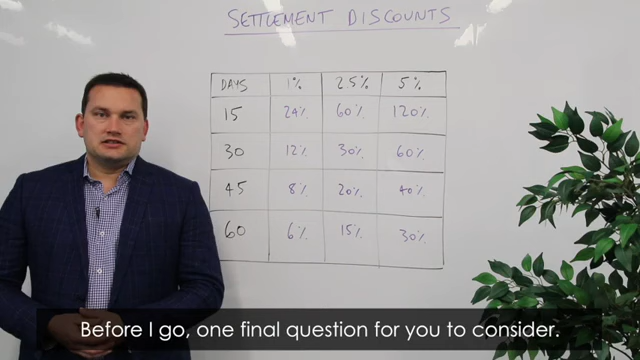 SETTLEMENT DISCOUNTS
DAYS 1% 2.5% 5%
15 24% 60% 120%
30 12% 30% 60%
45 8% 20% 40%
60 6% 15% 30%
Before I go, one final question for you to consider.